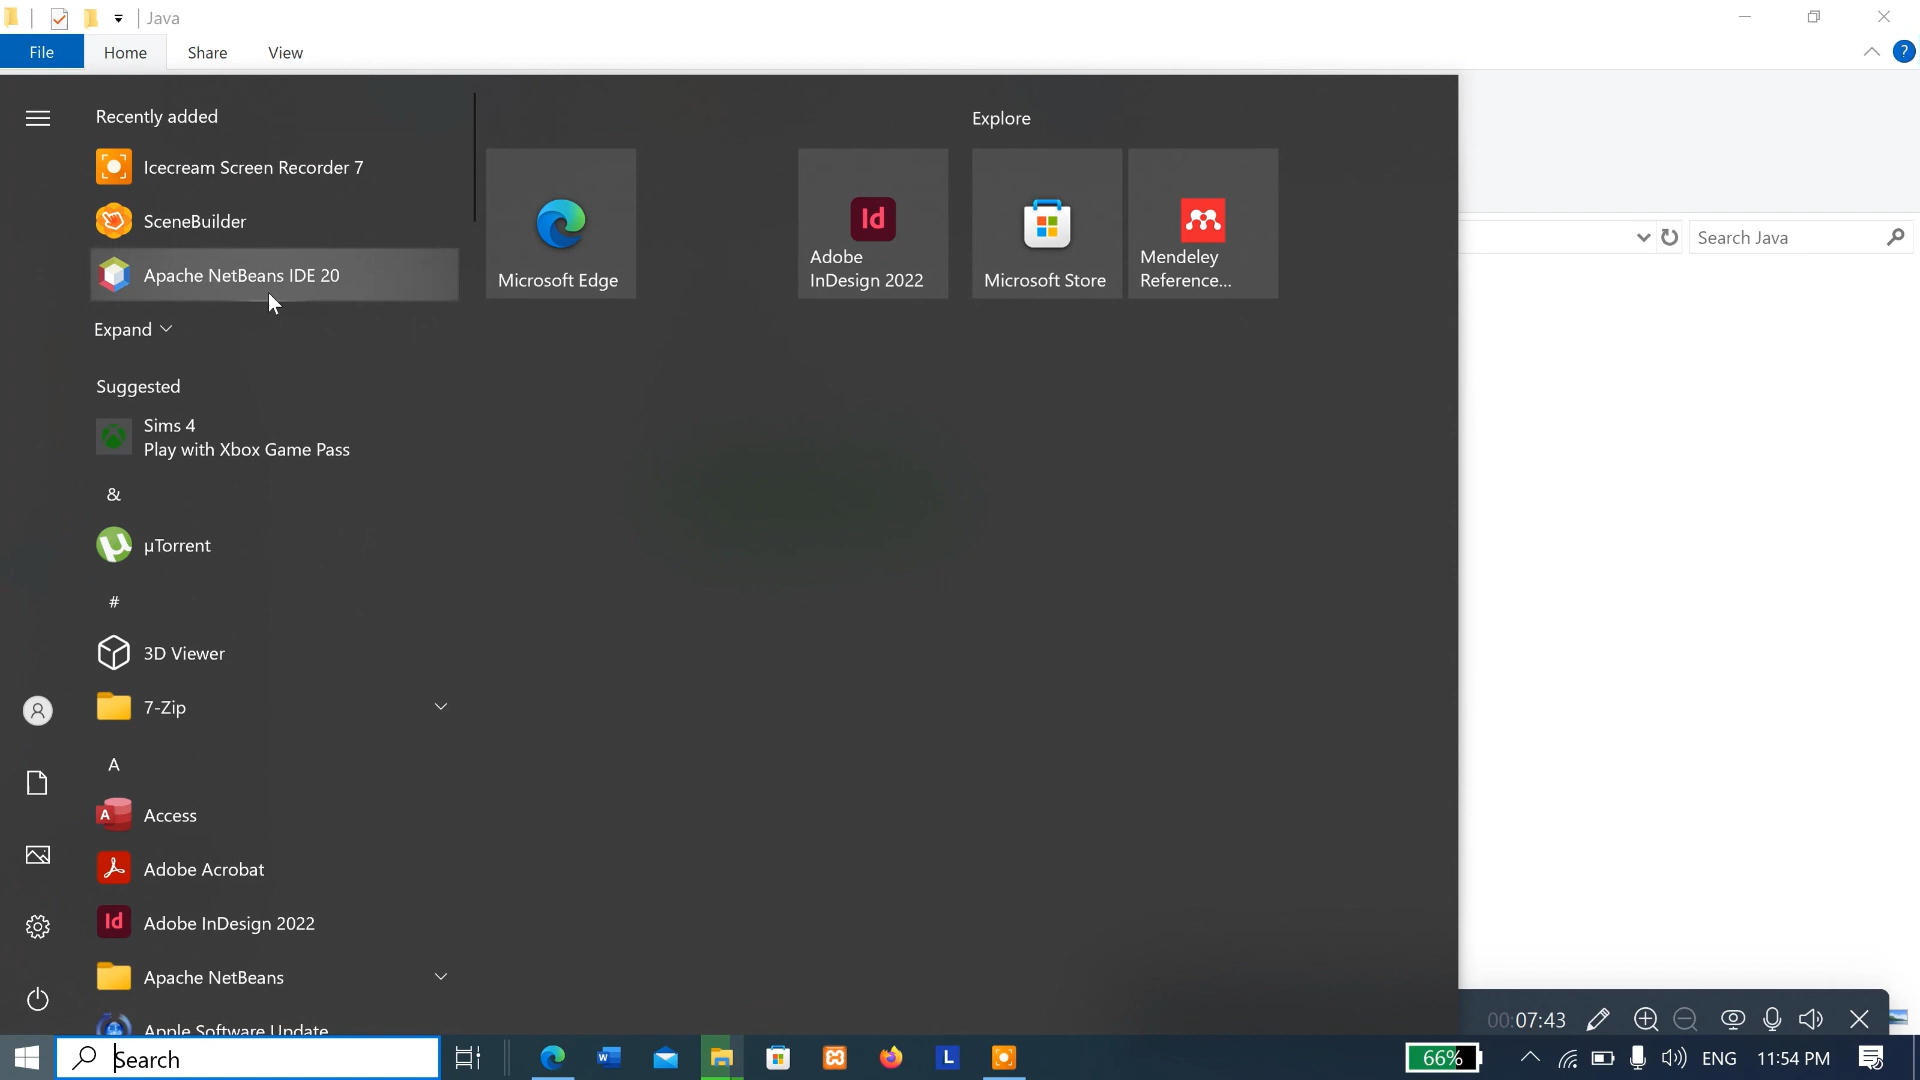 Java
File
Home
Share
View
?
Recently added
Explore
Icecream Screen Recorder 7
SceneBuilder
Apache NetBeans IDE 20
Expand
Microsoft Edge
Id
Adobe
InDesign 2022
Microsoft Store
Mendeley
Reference...
Search Java
Suggested
Sims 4
Play with Xbox Game Pass
&
µTorrent
#
3D Viewer
7-Zip
A
Access
Adobe Acrobat
Id
Adobe InDesign 2022
Apache NetBeans
Apple Software Update
00:07:43
Search
66%
ENG
11:54 PM